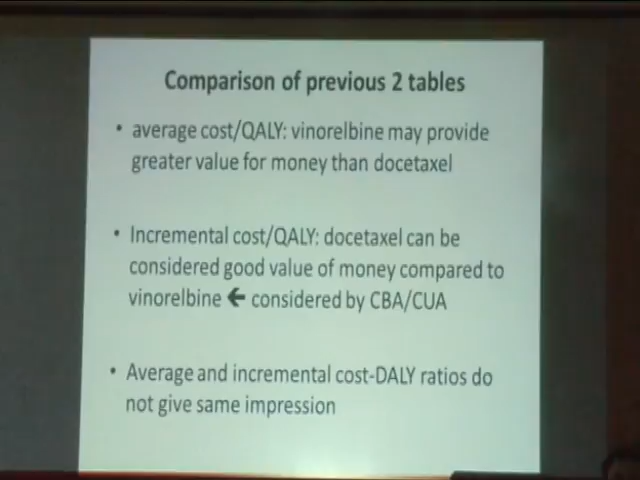 Comparison of previous 2 tables
• average cost/QALY: vinorelbine may provide
greater value for money than docetaxel
• Incremental cost/QALY: docetaxel can be
considered good value of money compared to
vinorelbine ← considered by CBA/CUA
• Average and incremental cost-DALY ratios do
not give same impression